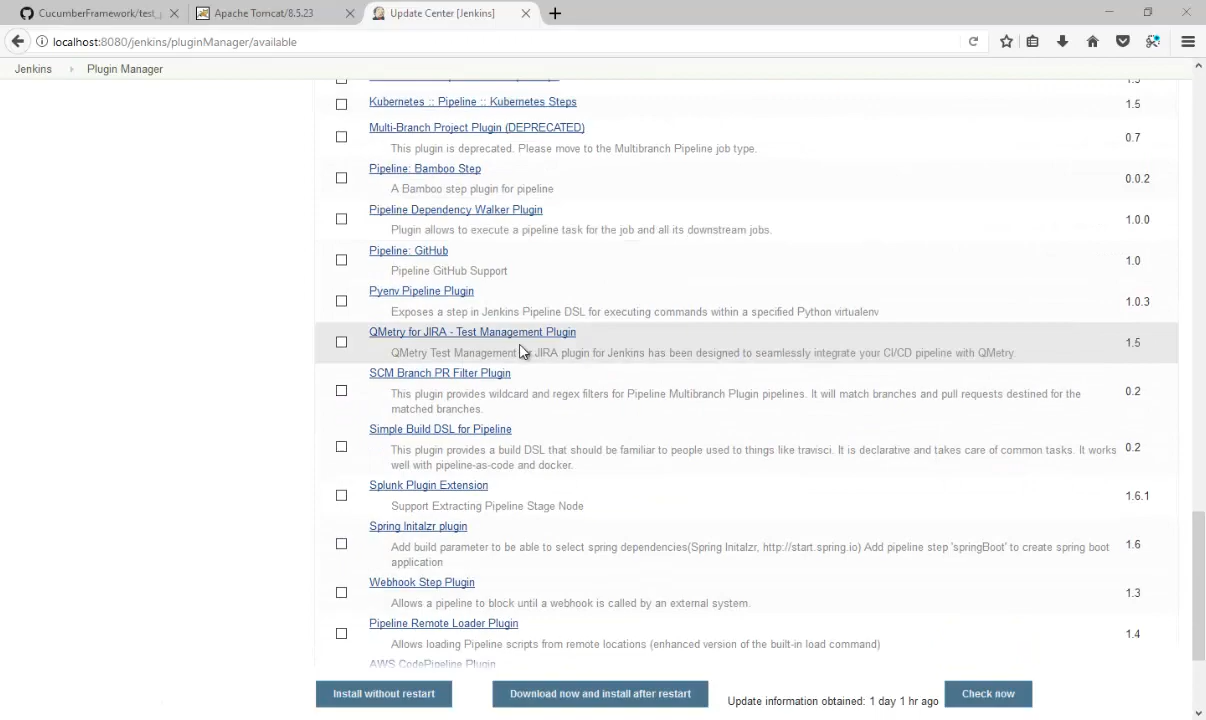 CucumberFramework/test_
Apache Tomcat/8.5.23
Update Center [Jenkins]
localhost:8080/jenkins/pluginManager/available
Jenkins
Plugin Manager
Kubernetes :: Pipeline :: Kubernetes Steps
1.5
Multi-Branch Project Plugin (DEPRECATED)
0.7
This plugin is deprecated. Please move to the Multibranch Pipeline job type.
Pipeline: Bamboo Step
0.0.2
A Bamboo step plugin for pipeline
Pipeline Dependency Walker Plugin
1.0.0
Plugin allows to execute a pipeline task for the job and all its downstream jobs.
Pipeline: GitHub
1.0
Pipeline GitHub Support
Pyenv Pipeline Plugin
1.0.3
Exposes a step in Jenkins Pipeline DSL for executing commands within a specified Python virtualenv
QMetry for JIRA - Test Management Plugin
1.5
QMetry Test Management JIRA plugin for Jenkins has been designed to seamlessly integrate your CI/CD pipeline with QMetry
SCM Branch PR Filter Plugin
0.2
This plugin provides wildcard and regex filters for Pipeline Multibranch Plugin pipelines. It will match branches and pull requests destined for the
matched branches.
Simple Build DSL for Pipeline
0.2
This plugin provides a build DSL that should be familiar to people used to things like travisci. It is declarative and takes care of common tasks. It works
well with pipeline-as-code and docker.
Splunk Plugin Extension
1.6.1
Support Extracting Pipeline Stage Node
Spring Initalzr plugin
1.6
Add build parameter to be able to select spring dependencies(Spring Initalzr, http://start.spring.io) Add pipeline step 'springBoot' to create spring boot
application
Webhook Step Plugin
1.3
Allows a pipeline to block until a webhook is called by an external system.
Pipeline Remote Loader Plugin
1.4
Allows loading Pipeline scripts from remote locations (enhanced version of the built-in load command)
AWS CodePipeline Plugin
Install without restart
Download now and install after restart
Update information obtained: 1 day 1 hr ago
Check now